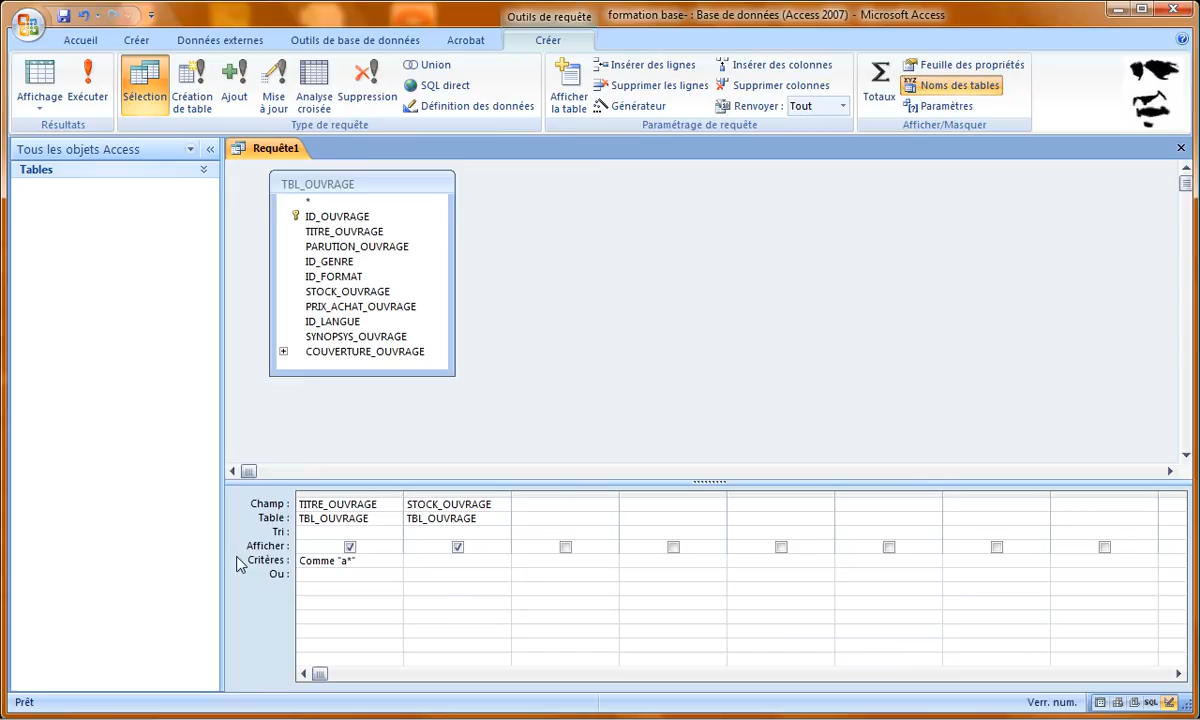 Outils de requête
formation base- : Base de données (Access 2007) - Microsoft Access
Accueil Créer Données externes Outils de base de données Acrobat Créer
Affichage
Exécuter
Résultats
Sélection
Création de table
Ajout
Mise à jour
Analyse croisée
Suppression
Union
SQL direct
Définition des données
Type de requête
Afficher la table
Insérer des lignes
Supprimer les lignes
Générateur
Insérer des colonnes
Supprimer colonnes
Renvoyer : Tout
Paramétrage de requête
Σ
Totaux
Feuille des propriétés
XYZ Noms des tables
[?] Paramètres
Afficher/Masquer
Tous les objets Access
Tables
Requête1
TBL_OUVRAGE
*
ID_OUVRAGE
TITRE_OUVRAGE
PARUTION_OUVRAGE
ID_GENRE
ID_FORMAT
STOCK_OUVRAGE
PRIX_ACHAT_OUVRAGE
ID_LANGUE
SYNOPSYS_OUVRAGE
COUVERTURE_OUVRAGE
Champ : TITRE_OUVRAGE STOCK_OUVRAGE
Table : TBL_OUVRAGE TBL_OUVRAGE
Tri :
Afficher :
Critères : Comme "a*"
Ou :
Prêt
Verr. num.
SQL